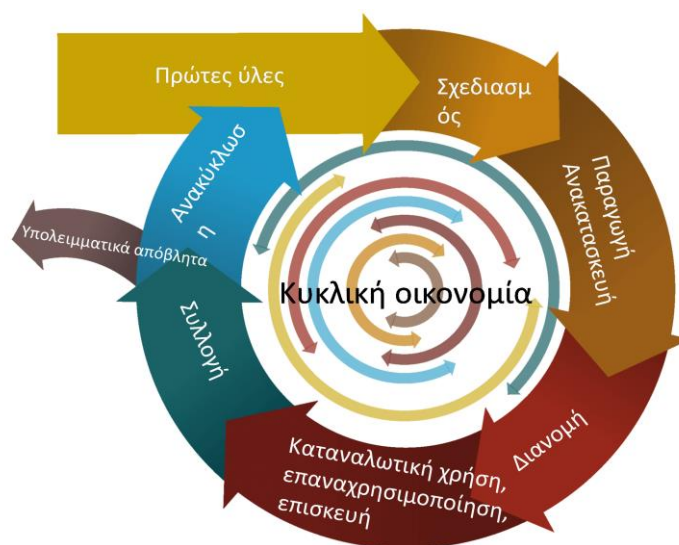 Πρώτες ύλες
Σχεδιασμ
ός
Παραγωγή
Ανακατασκευή
Διανομή
Καταναλωτική χρήση,
επαναχρησιμοποίηση,
επισκευή
Συλλογή
Ανακύκλωσ
η
Υπολειμματικά απόβλητα
Κυκλική οικονομία